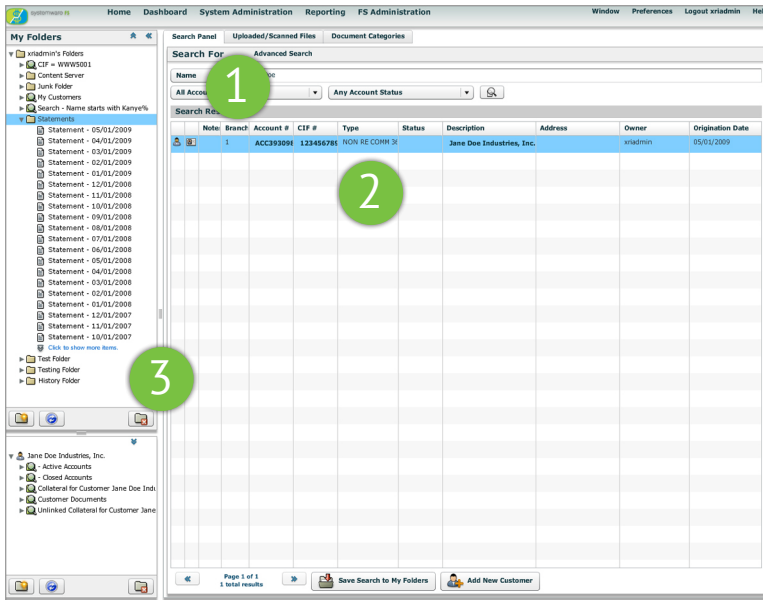 systemware
Home Dashboard System Administration Reporting FS Administration Window Preferences Logout xriadmin Hel
My Folders
xriadmin's Folders
CIF = WWW5001
Content Server
Junk Folder
My Customers
Search - Name starts with Kanye%
Statements
Statement - 05/01/2009
Statement - 04/01/2009
Statement - 03/01/2009
Statement - 02/01/2009
Statement - 01/01/2009
Statement - 12/01/2008
Statement - 11/01/2008
Statement - 10/01/2008
Statement - 09/01/2008
Statement - 08/01/2008
Statement - 07/01/2008
Statement - 06/01/2008
Statement - 05/01/2008
Statement - 04/01/2008
Statement - 03/01/2008
Statement - 02/01/2008
Statement - 01/01/2008
Statement - 12/01/2007
Statement - 11/01/2007
Statement - 10/01/2007
Click to show more items.
Test Folder
Testing Folder
History Folder
3
Jane Doe Industries, Inc.
- Active Accounts
- Closed Accounts
Collateral for Customer Jane Doe Indu
Customer Documents
Unlinked Collateral for Customer Jane
Search Panel Uploaded/Scanned Files Document Categories
Search For Advanced Search
Name
1
All Accou Any Account Status
Search Res
Note Branch Account # CIF # Type Status Description Address Owner Origination Date
1 ACC393098 123456789 NON RE COMM 36 Jane Doe Industries, Inc. xriadmin 05/01/2009
2
Page 1 of 1
1 total results
Save Search to My Folders Add New Customer